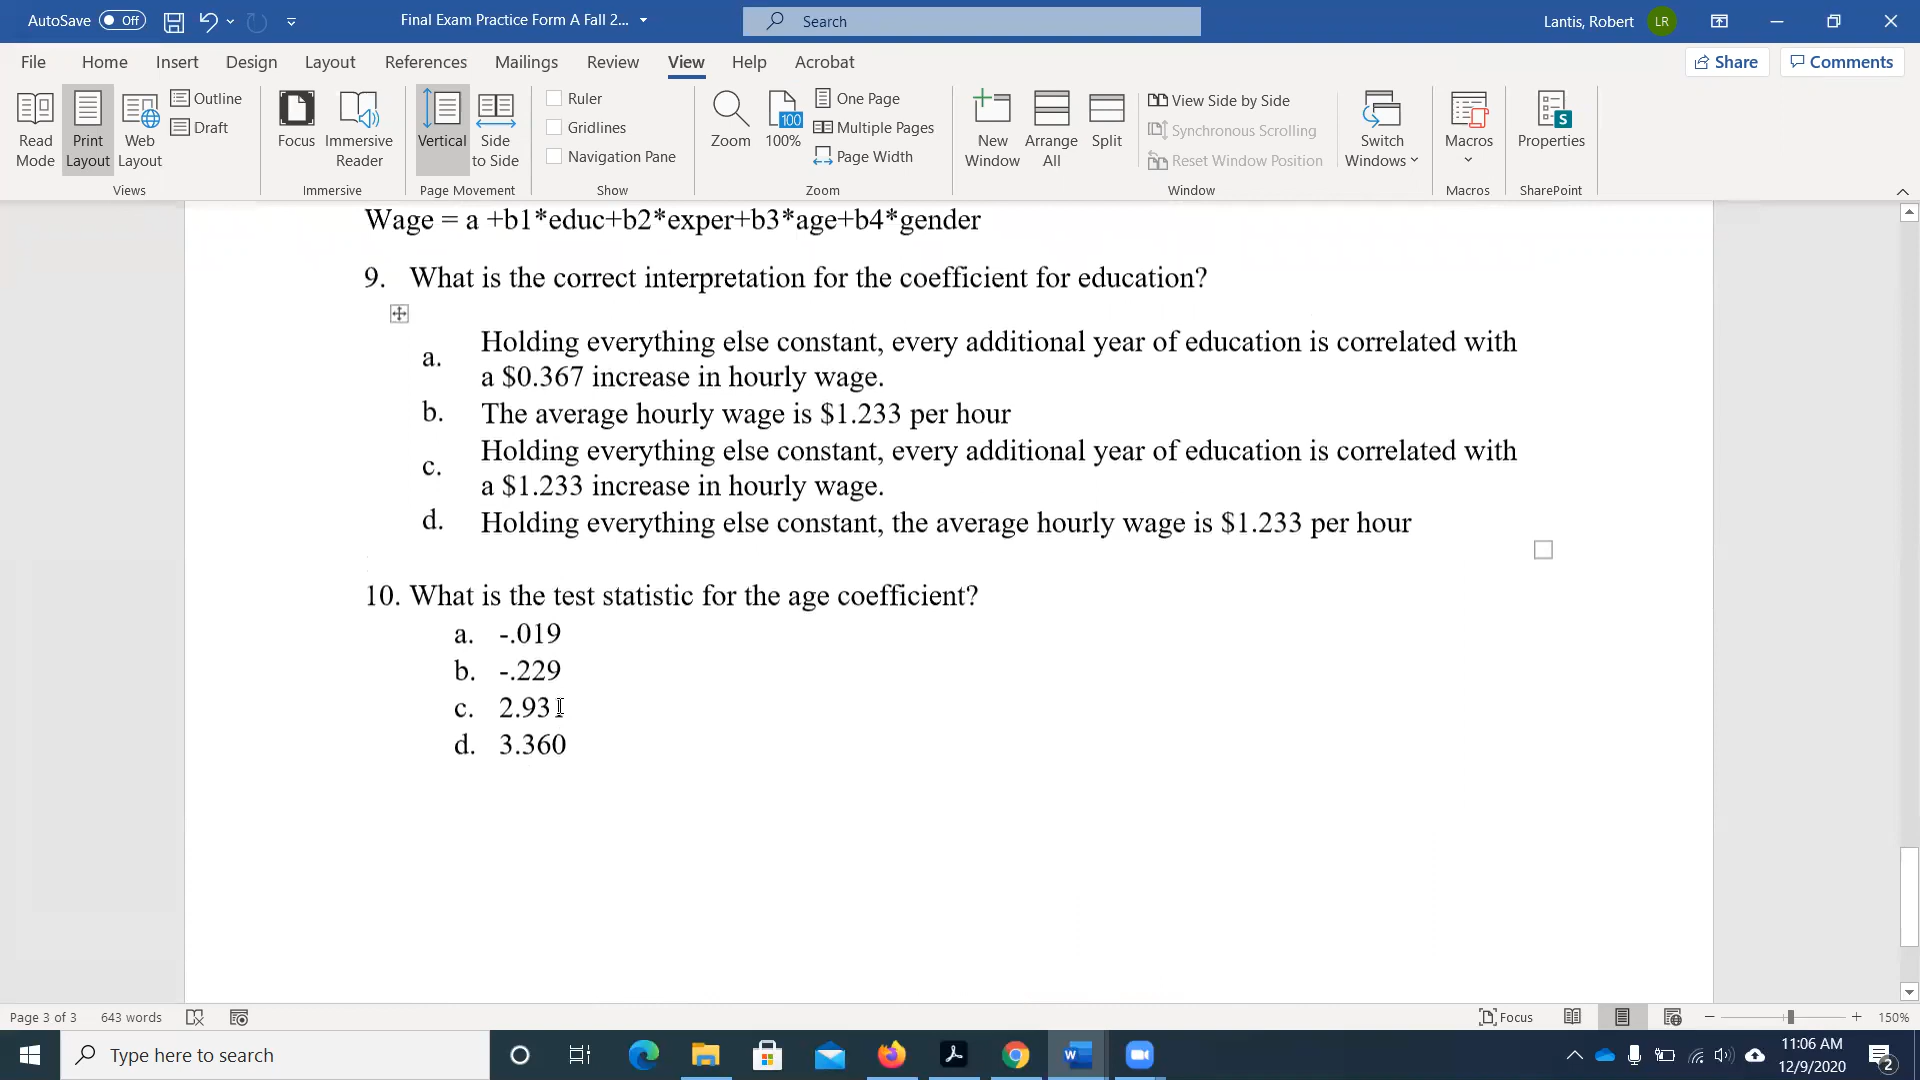 AutoSave Off Final Exam Practice Form A Fall 2... Search Lantis, Robert LR
File Home Insert Design Layout References Mailings Review View Help Acrobat Share Comments
Read Mode
Print Layout
Web Layout
Outline
Draft
Views
Focus
Immersive Reader
Immersive
Vertical
Side to Side
Page Movement
Ruler
Gridlines
Navigation Pane
Show
Zoom
100
100%
One Page
Multiple Pages
Page Width
Zoom
New Window
Arrange All
Split
View Side by Side
Synchronous Scrolling
Reset Window Position
Switch Windows
Window
Macros
Macros
S
Properties
SharePoint
Wage = a +b1*educ+b2*exper+b3*age+b4*gender
9. What is the correct interpretation for the coefficient for education?
a. Holding everything else constant, every additional year of education is correlated with
a $0.367 increase in hourly wage.
b. The average hourly wage is $1.233 per hour
c. Holding everything else constant, every additional year of education is correlated with
a $1.233 increase in hourly wage.
d. Holding everything else constant, the average hourly wage is $1.233 per hour
10. What is the test statistic for the age coefficient?
a. -.019
b. -.229
c.
d. 3.360
Page 3 of 3 643 words Focus 150%
Type here to search
W
11:06 AM
12/9/2020
2